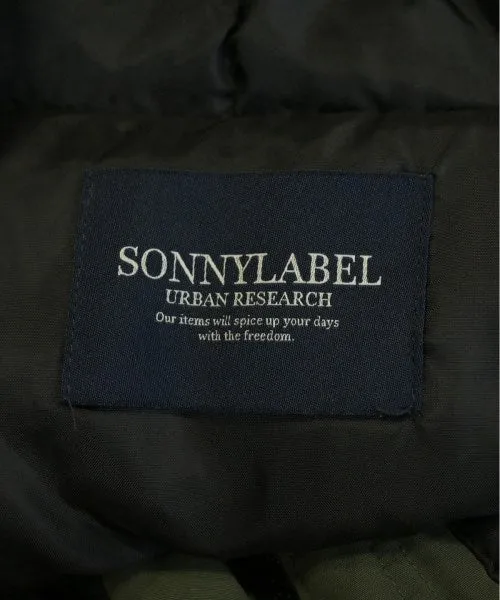 SONNYLABEL
URBAN RESEARCH
Our items will spice up your days
with the freedom.